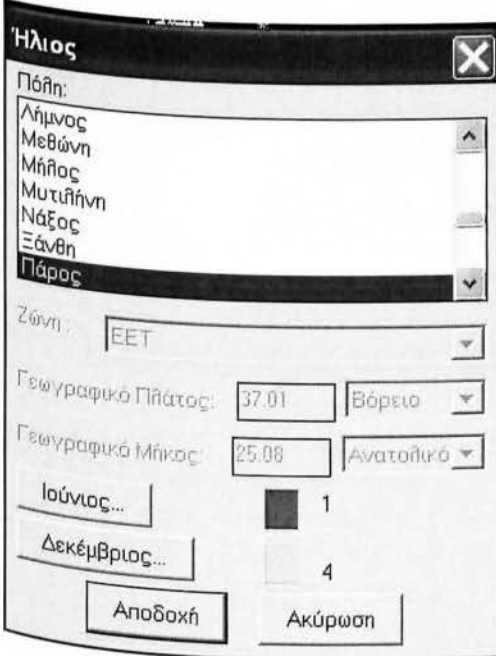 Ήλιος
Πόλη:
Λήμνος
Μεθώνη
Μήλος
Μυτιλήνη
Νάξος
Ξάνθη
Πάρος
Ζώνη: EET
Γεωγραφικό Πλάτος: 37.01 Βόρειο
Γεωγραφικό Μήκος: 25.08 Ανατολικό
Ιούνιος... 1
Δεκέμβριος... 4
Αποδοχή Ακύρωση